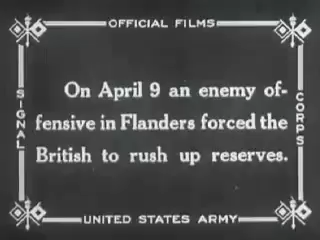 OFFICIAL FILMS
SIGNAL
CORPS
On April 9 an enemy of-
fensive in Flanders forced the
British to rush up reserves.
UNITED STATES ARMY